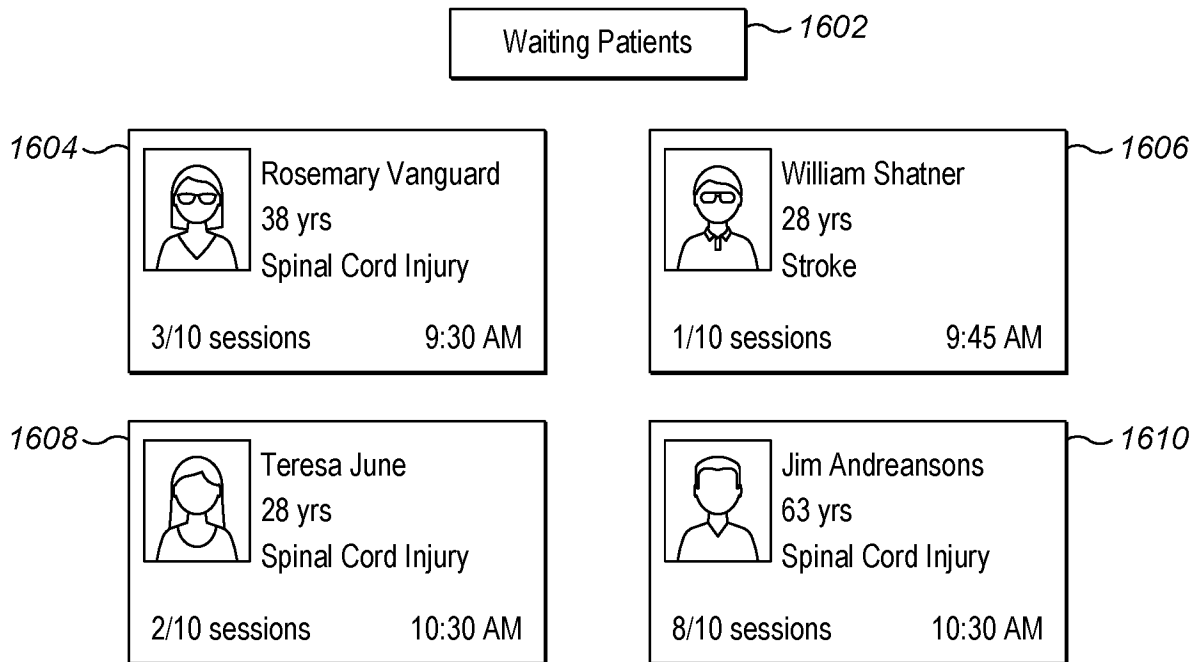 Waiting Patients
1602
1604
Rosemary Vanguard
38 yrs
Spinal Cord Injury
3/10 sessions 9:30 AM
1606
William Shatner
28 yrs
Stroke
1/10 sessions 9:45 AM
1608
Teresa June
28 yrs
Spinal Cord Injury
2/10 sessions 10:30 AM
1610
Jim Andreansons
63 yrs
Spinal Cord Injury
8/10 sessions 10:30 AM